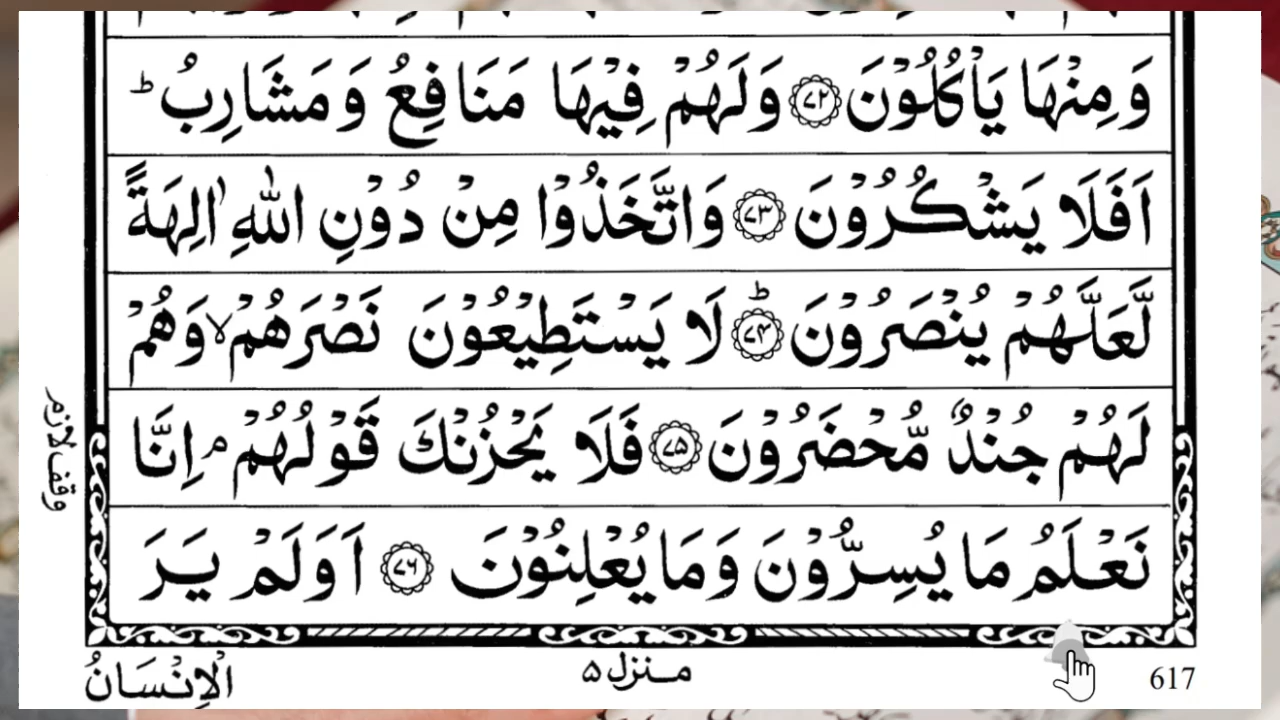 وَمِنْهَا يَاْكُلُوْنَ ﴿۷۲﴾ وَلَهُمْ فِيْهَا مَنَافِعُ وَمَشَارِبُ ؕ
اَفَلَا يَشْكُرُوْنَ ﴿۷۳﴾ وَاتَّخَذُوْا مِنْ دُوْنِ اللّٰهِ اٰلِهَةً
لَّعَلَّهُمْ يُنْصَرُوْنَ ﴿۷۴﴾ؕ لَا يَسْتَطِيْعُوْنَ نَصْرَهُمْ ۙ وَهُمْ
لَهُمْ جُنْدٌ مُّحْضَرُوْنَ ﴿۷۵﴾ فَلَا يَحْزُنْكَ قَوْلُهُمْ ۘ اِنَّا
وقف لازم
نَعْلَمُ مَا يُسِرُّوْنَ وَمَا يُعْلِنُوْنَ ﴿۷۶﴾ اَوَلَمْ يَرَ
الْاِنْسَانُ
منزل ۵
617